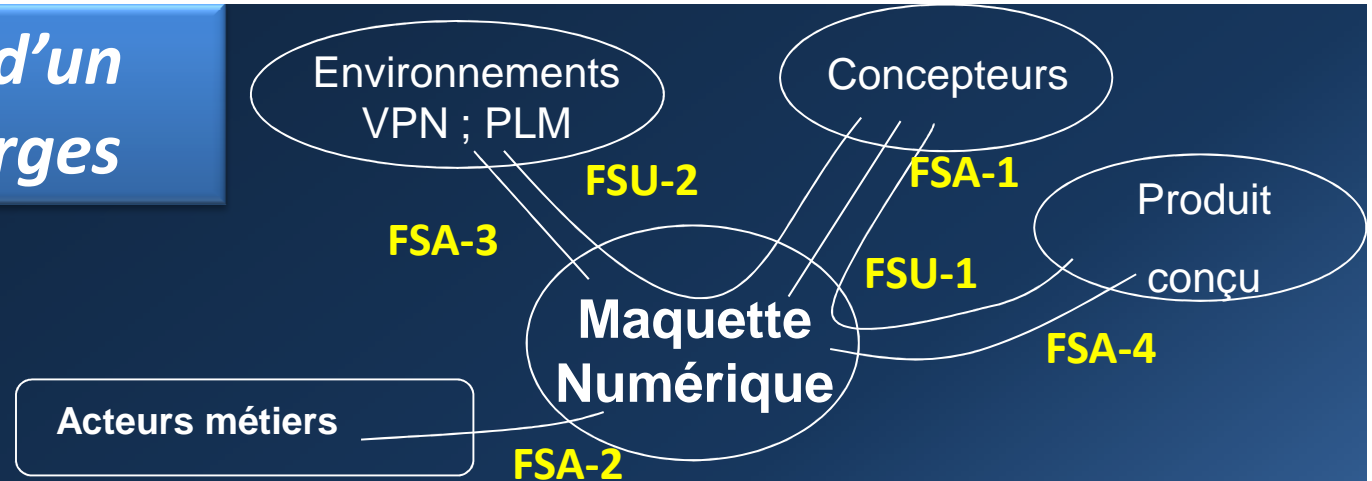 d'un
rges
Environnements
VPN ; PLM
Concepteurs
FSU-2
FSA-1
Produit
conçu
FSA-3
FSU-1
Maquette
Numérique
FSA-4
Acteurs métiers
FSA-2